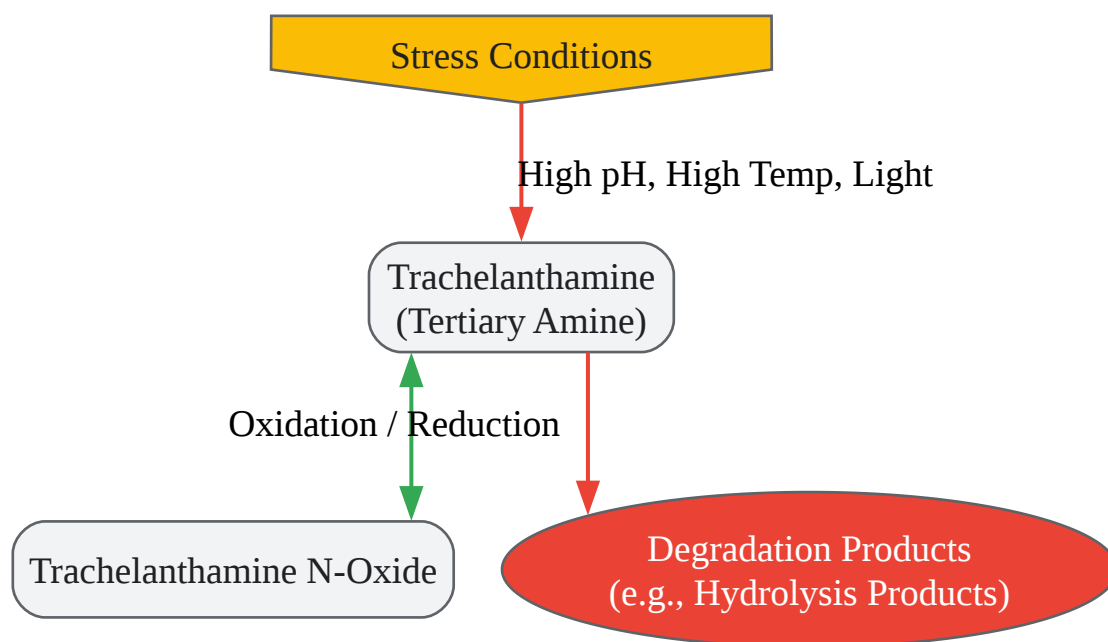 Stress Conditions
High pH, High Temp, Light
Trachelanthamine
(Tertiary Amine)
Oxidation / Reduction
Trachelanthamine N-Oxide
Degradation Products
(e.g., Hydrolysis Products)